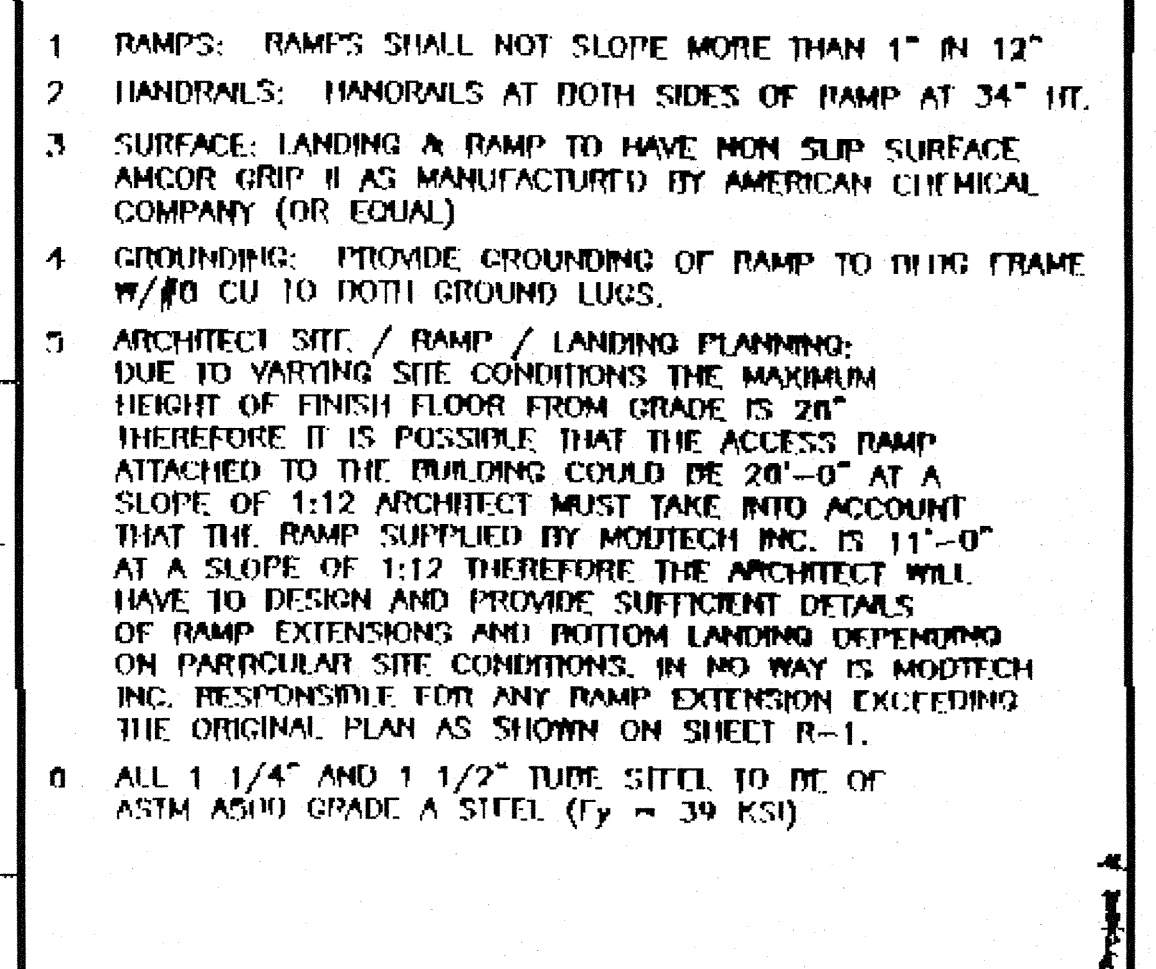 1 RAMPS: RAMPS SHALL NOT SLOPE MORE THAN 1" IN 12"
2 HANDRAILS: HANDRAILS AT BOTH SIDES OF RAMP AT 34" HT.
3 SURFACE: LANDING & RAMP TO HAVE NON SLIP SURFACE
AMCOR GRIP II AS MANUFACTURED BY AMERICAN CHEMICAL
COMPANY (OR EQUAL)
4 GROUNDING: PROVIDE GROUNDING OF RAMP TO BLDG FRAME
CU TO BOTH GROUND LUGS.
5 ARCHITECT SITE / RAMP / LANDING PLANNING:
DUE TO VARYING SITE CONDITIONS THE MAXIMUM
HEIGHT OF FINISH FLOOR FROM GRADE IS
THEREFORE IT IS POSSIBLE THAT THE ACCESS RAMP
ATTACHED TO THE BUILDING COULD BE AT A
SLOPE OF 1:12 ARCHITECT MUST TAKE INTO ACCOUNT
THAT THE RAMP SUPPLIED BY MODTECH INC. IS 11'-0"
AT A SLOPE OF 1:12 THEREFORE THE ARCHITECT WILL
HAVE TO DESIGN AND PROVIDE SUFFICIENT DETAILS
OF RAMP EXTENSIONS AND BOTTOM LANDING DEPENDING
ON PARTICULAR SITE CONDITIONS. IN NO WAY IS MODTECH
INC. RESPONSIBLE FOR ANY RAMP EXTENSION EXCEEDING
THE ORIGINAL PLAN AS SHOWN ON SHEET R-1.
6 ALL 1 1/4" AND 1 1/2" TUBE STEEL TO BE OF
ASTM A500 GRADE A STEEL (Fy = 39 KSI)